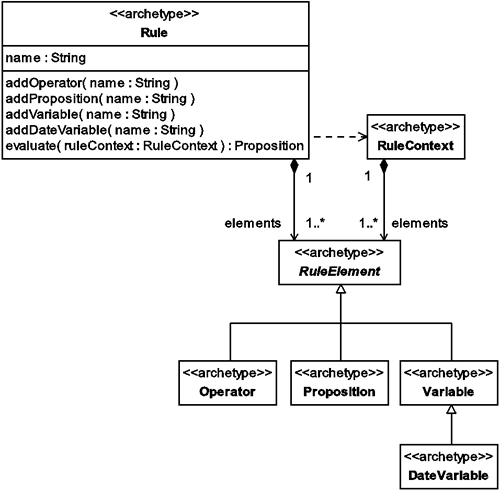 <<archetype>>
Rule
name : String
addOperator( name : String )
addProposition( name : String )
addVariable( name : String )
addDateVariable( name : String )
evaluate( ruleContext : RuleContext ) : Proposition
<<archetype>>
RuleContext
1
1
elements
1..*
1..*
elements
<<archetype>>
RuleElement
<<archetype>>
Operator
<<archetype>>
Proposition
<<archetype>>
Variable
<<archetype>>
DateVariable